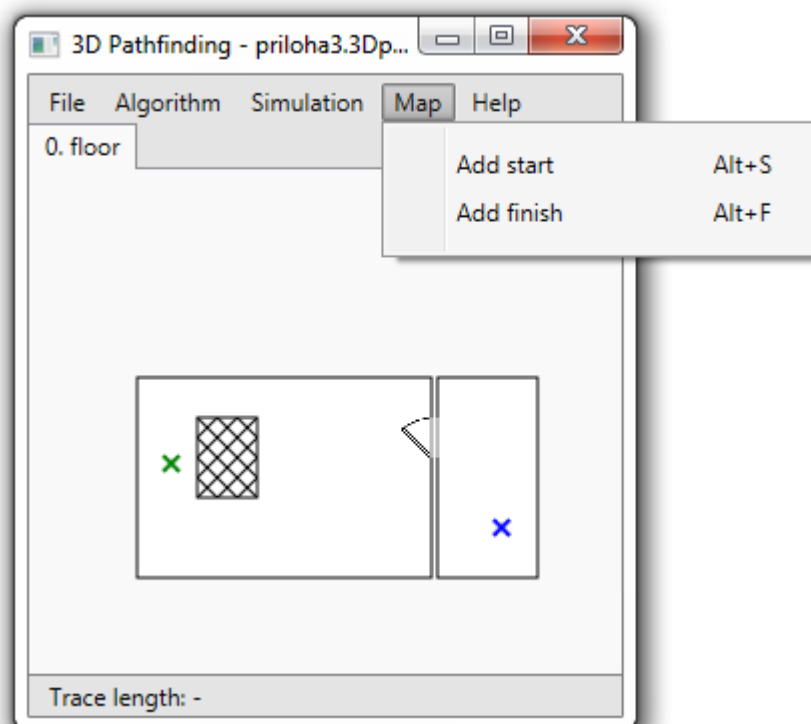 3D Pathfinding - priloha3.3Dp...
File Algorithm Simulation Map Help
0. floor
Add start Alt+S
Add finish Alt+F
Trace length: -